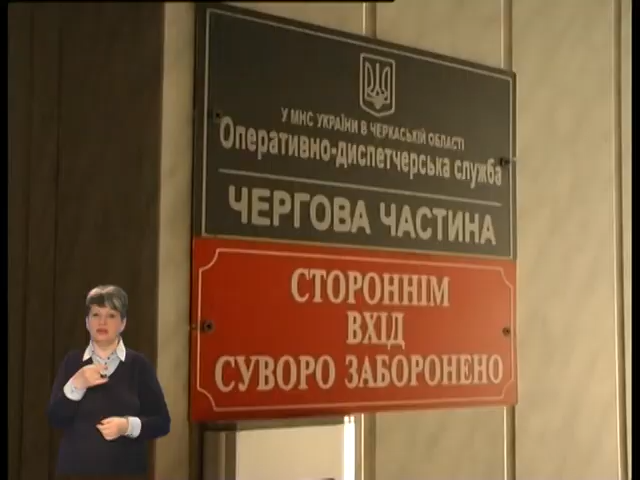 У МНС УКРАЇНИ В ЧЕРКАСЬКІЙ ОБЛАСТІ
Оперативно-диспетчерська служба
ЧЕРГОВА ЧАСТИНА
СТОРОННІМ
ВХІД
СУВОРО ЗАБОРОНЕНО